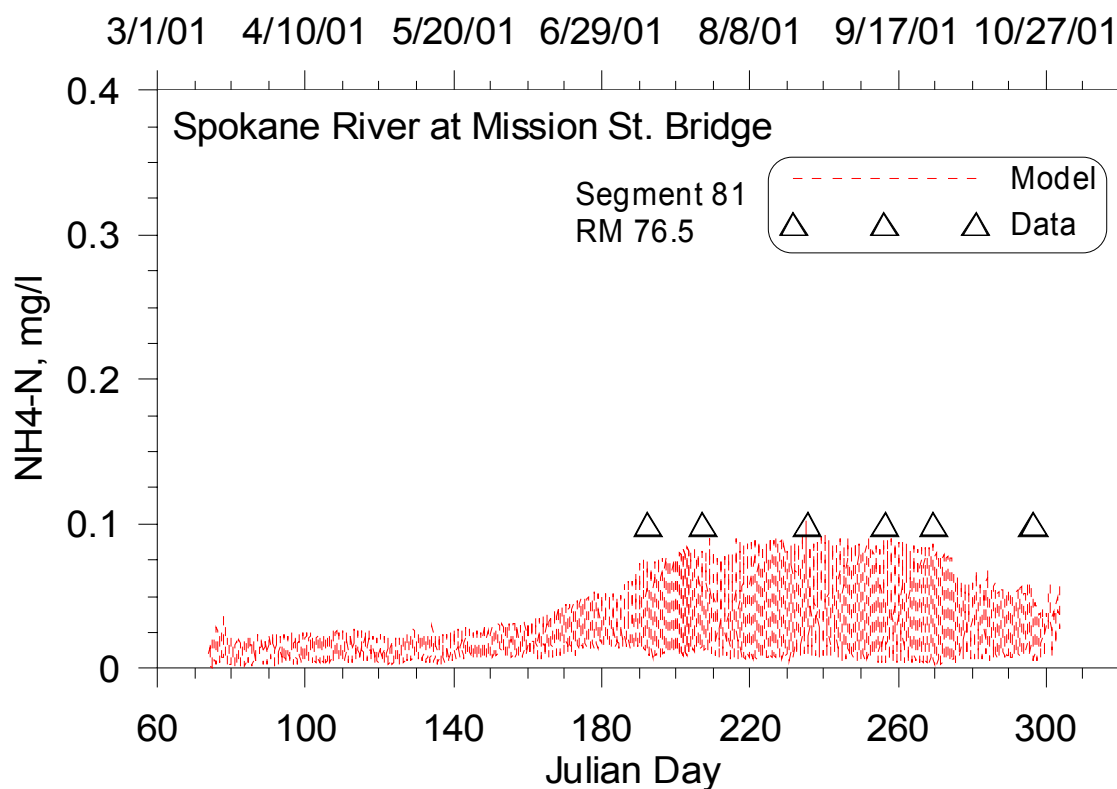 3/1/01 4/10/01 5/20/01 6/29/01 8/8/01 9/17/01 10/27/01
0.4
Spokane River at Mission St. Bridge
Segment 81
RM 76.5
Model
Data
0.3
NH4-N, mg/l
0.2
0.1
0
60 100 140 180 220 260 300
Julian Day